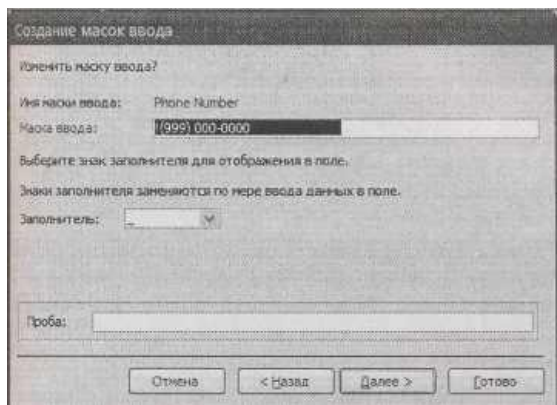 Создание масок ввода
Изменить маску ввода?
Имя маски ввода: Phone Number
Маска ввода: !(999) 000-0000
Выберите знак заполнителя для отображения в поле.
Знаки заполнителя заменяются по мере ввода данных в поле.
Заполнитель: _
Проба:
Отмена
< Назад
Далее >
Готово